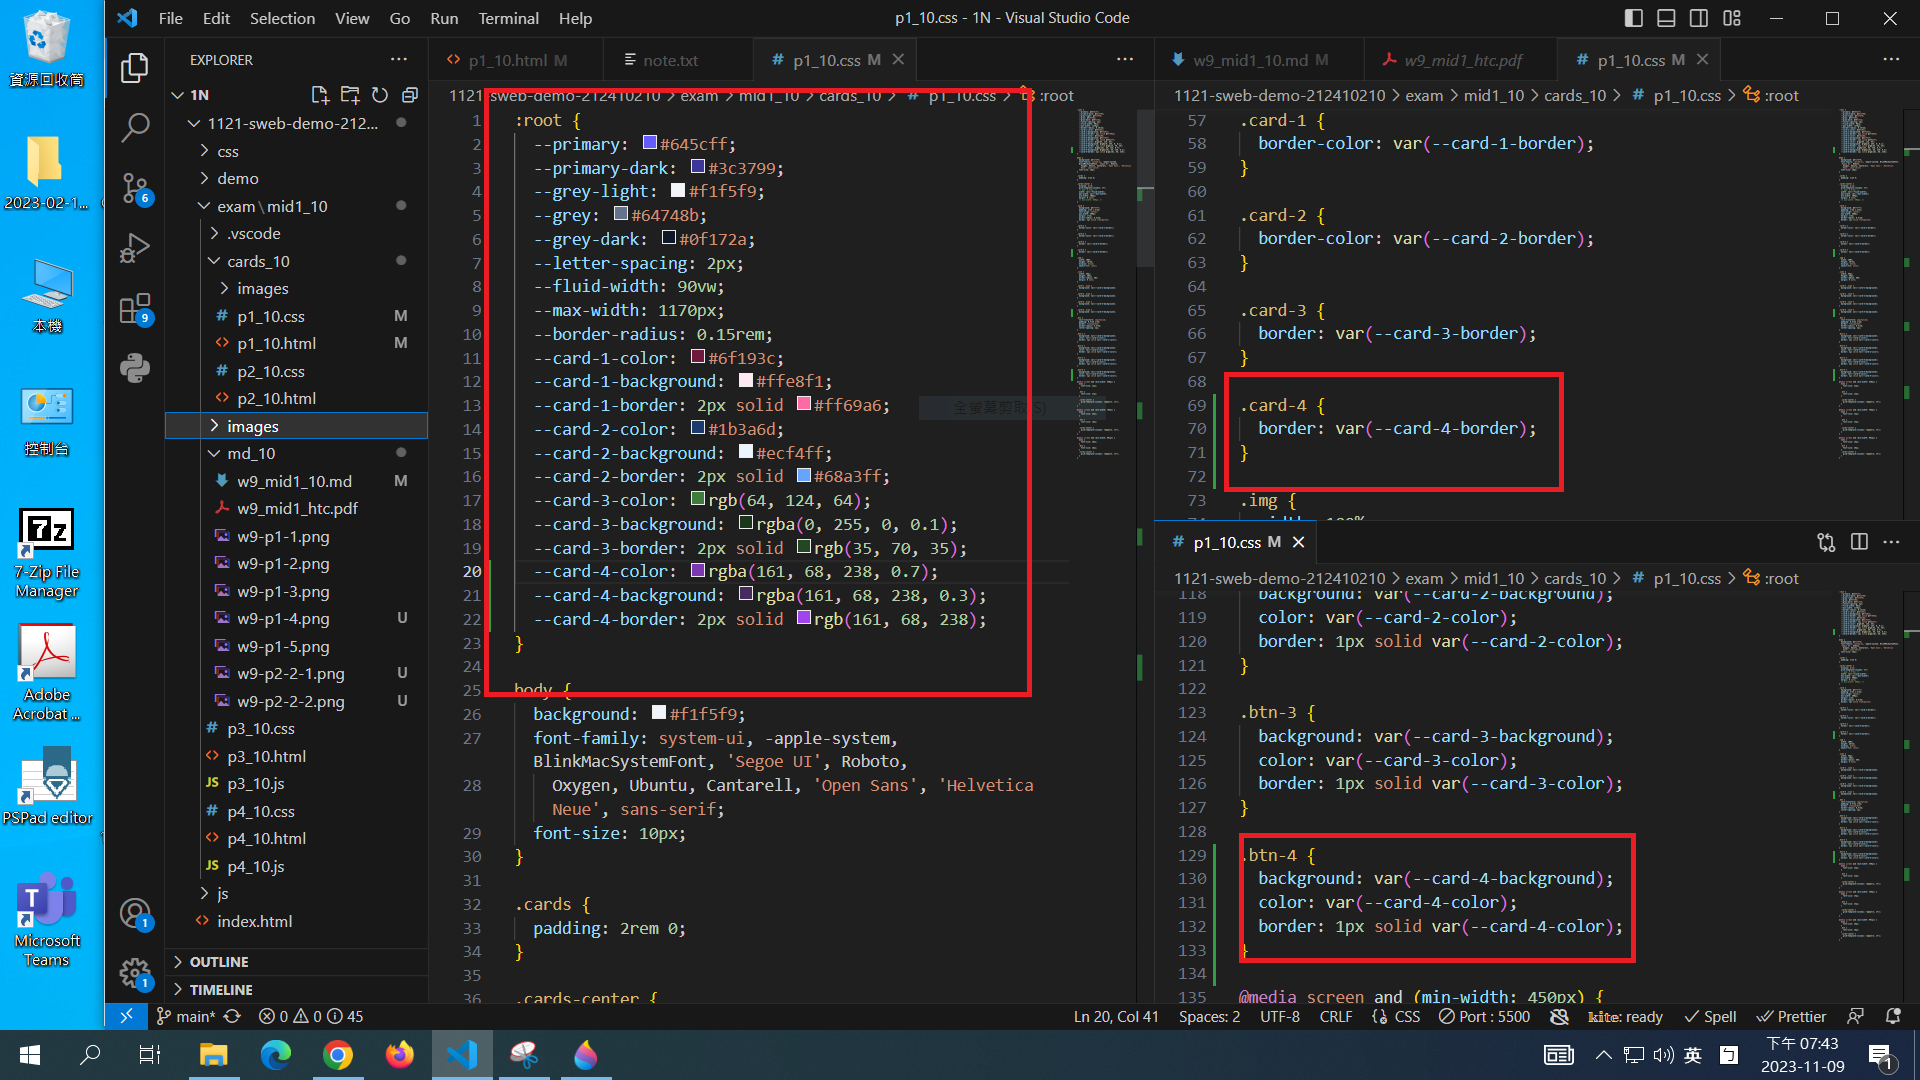 File Edit Selection View Go Run Terminal Help
p1_10.css - 1N - Visual Studio Code
資源回收筒
2023-02-1...
本機
控制台
7-Zip File
Manager
Adobe
Acrobat ...
PSPad editor
Microsoft
Teams
6
9
1
1
EXPLORER
1N
1121-sweb-demo-212...
css
demo
exam\mid1_10
.vscode
cards_10
images
p1_10.css M
p1_10.html M
p2_10.css
p2_10.html
images
md_10
w9_mid1_10.md M
w9_mid1_htc.pdf
w9-p1-1.png
w9-p1-2.png
w9-p1-3.png
w9-p1-4.png U
w9-p1-5.png
w9-p2-2-1.png U
w9-p2-2-2.png U
p3_10.css
p3_10.html
p3_10.js
p4_10.css
p4_10.html
p4_10.js
js
index.html
OUTLINE
TIMELINE
p1_10.html M
note.txt
p1_10.css M
1121-sweb-demo-212410210 > exam > mid1_10 > cards_10 > # p1_10.css > :root
1 :root {
2 --primary: #645cff;
3 --primary-dark: #3c3799;
4 --grey-light: #f1f5f9;
5 --grey: #64748b;
6 --grey-dark: #0f172a;
7 --letter-spacing: 2px;
8 --fluid-width: 90vw;
9 --max-width: 1170px;
10 --border-radius: 0.15rem;
11 --card-1-color: #6f193c;
12 --card-1-background: #ffe8f1;
13 --card-1-border: 2px solid #ff69a6;
全螢幕剪取(S)
14 --card-2-color: #1b3a6d;
15 --card-2-background: #ecf4ff;
16 --card-2-border: 2px solid #68a3ff;
17 --card-3-color: rgb(64, 124, 64);
18 --card-3-background: rgba(0, 255, 0, 0.1);
19 --card-3-border: 2px solid rgb(35, 70, 35);
20 --card-4-color: rgba(161, 68, 238, 0.7);
21 --card-4-background: rgba(161, 68, 238, 0.3);
22 --card-4-border: 2px solid rgb(161, 68, 238);
23 }
24
25 body {
26 background: #f1f5f9;
27 font-family: system-ui, -apple-system,
BlinkMacSystemFont, 'Segoe UI', Roboto,
28 Oxygen, Ubuntu, Cantarell, 'Open Sans', 'Helvetica
Neue', sans-serif;
29 font-size: 10px;
30 }
31
32 .cards {
33 padding: 2rem 0;
34 }
35
36 .cards-center {
w9_mid1_10.md M
w9_mid1_htc.pdf
p1_10.css M
1121-sweb-demo-212410210 > exam > mid1_10 > cards_10 > # p1_10.css > :root
57 .card-1 {
58 border-color: var(--card-1-border);
59 }
60
61 .card-2 {
62 border-color: var(--card-2-border);
63 }
64
65 .card-3 {
66 border: var(--card-3-border);
67 }
68
69 .card-4 {
70 border: var(--card-4-border);
71 }
72
73 .img {
p1_10.css M
1121-sweb-demo-212410210 > exam > mid1_10 > cards_10 > # p1_10.css > :root
118 background: var(--card-2-background);
119 color: var(--card-2-color);
120 border: 1px solid var(--card-2-color);
121 }
122
123 .btn-3 {
124 background: var(--card-3-background);
125 color: var(--card-3-color);
126 border: 1px solid var(--card-3-color);
127 }
128
129 .btn-4 {
130 background: var(--card-4-background);
131 color: var(--card-4-color);
132 border: 1px solid var(--card-4-color);
133 }
134
135 @media screen and (min-width: 450px) {
main* 0 0 45
Ln 20, Col 41 Spaces: 2 UTF-8 CRLF CSS Port : 5500 kite: ready Spell Prettier
英
下午 07:43
2023-11-09
1